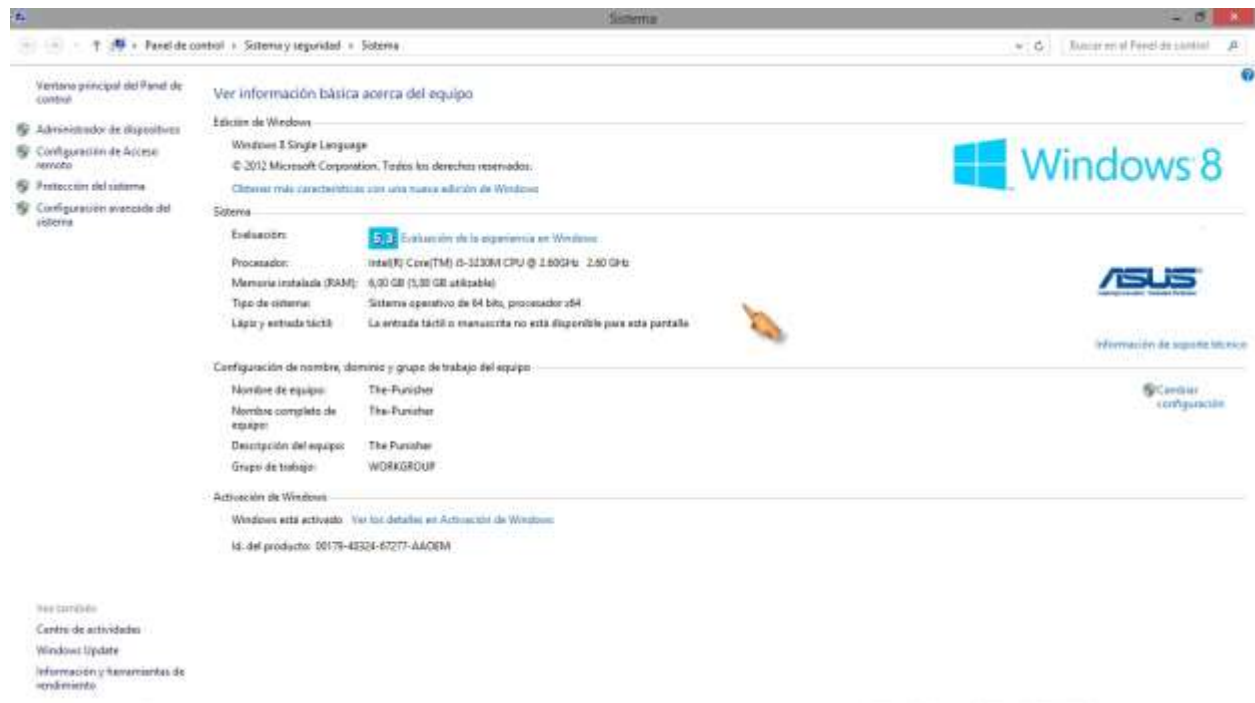 Sistema
Panel de control
Sistema y seguridad
Sistema
Buscar en el Panel de control
Ventana principal del Panel de
control
Administrador de dispositivos
Configuración de Acceso
remoto
Protección del sistema
Configuración avanzada del
sistema
Ver información básica acerca del equipo
Edición de Windows
Windows 8 Single Language
© 2012 Microsoft Corporation. Todos los derechos reservados.
Obtener más características con una nueva edición de Windows
Windows 8
Sistema
Evaluación:
5,3 Evaluación de la experiencia en Windows
Procesador: Intel(R) Core(TM) i5-3230M CPU @ 2.60GHz 2.60 GHz
Memoria instalada (RAM): 6,00 GB utilizable)
Tipo de sistema: Sistema operativo de 64 bits, procesador x64
Lápiz y entrada táctil: La entrada táctil o manuscrita no está disponible para esta pantalla
ASUS
Información de soporte técnico
Configuración de nombre, dominio y grupo de trabajo del equipo
Nombre de equipo: The-Punisher
Nombre completo de The-Punisher
equipo:
Descripción del equipo: The Punisher
Grupo de trabajo: WORKGROUP
Cambiar
configuración
Activación de Windows
Windows está activado Ver los detalles en Activación de Windows
Id. del producto: 00179-40324-67277-AAOEM
Vea también
Centro de actividades
Windows Update
Información y herramientas de
rendimiento